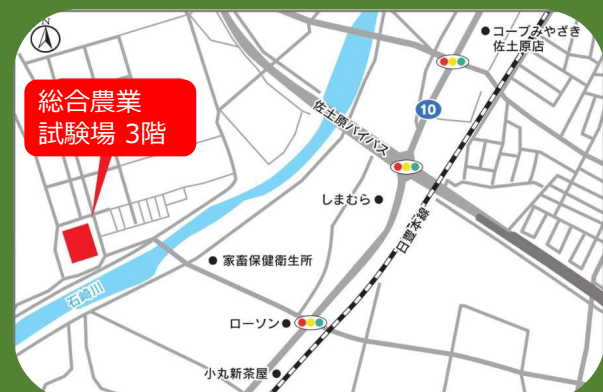 N
コープみやざき
佐土原店
総合農業
試験場 3階
10
佐土原バイパス
しまむら
日豊本線
家畜保健衛生所
石崎川
ローソン
小丸新茶屋